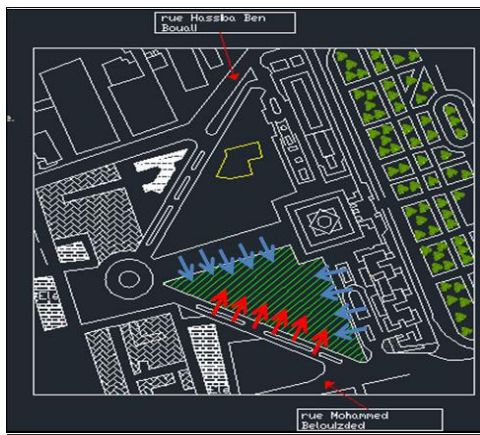 rue Hassiba Ben
Bouali
e.
rue Mohammed
Belouizded